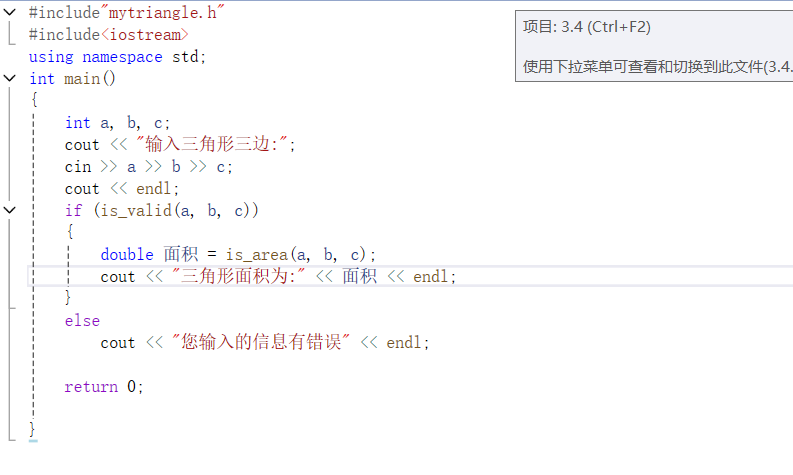 #include"mytriangle.h"
#include<iostream>
using namespace std;
int main()
{
int a, b, c;
cout << "输入三角形三边:";
cin >> a >> b >> c;
cout << endl;
if (is_valid(a, b, c))
{
double 面积 = is_area(a, b, c);
cout << "三角形面积为:" << 面积 << endl;
}
else
cout << "您输入的信息有错误" << endl;
return 0;
}
项目: 3.4 (Ctrl+F2)
使用下拉菜单可查看和切换到此文件(3.4.